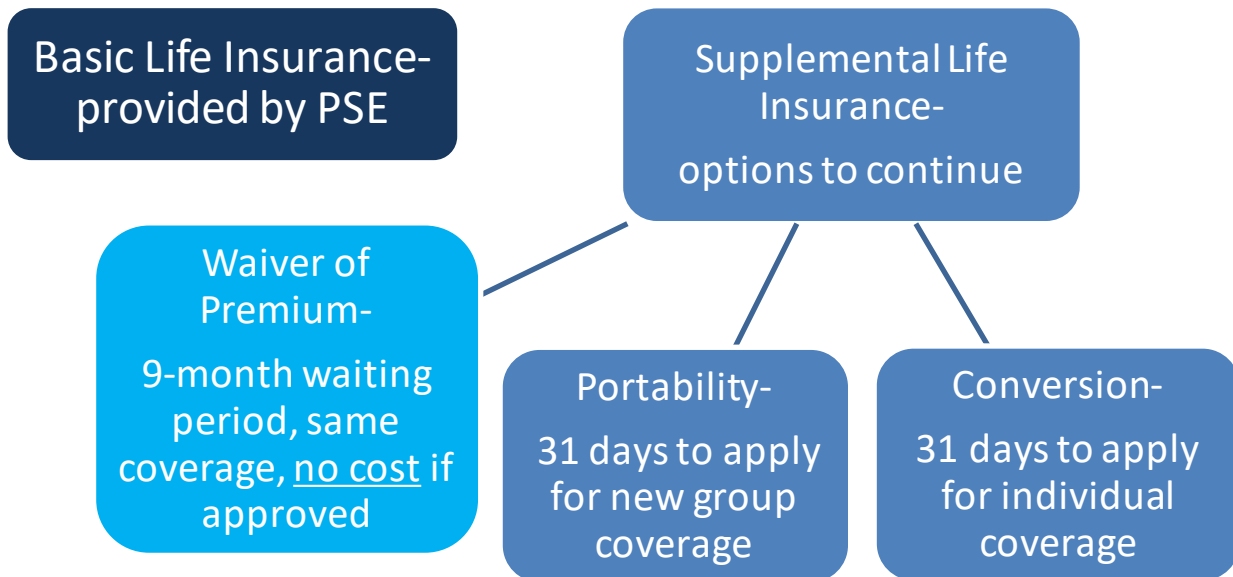 Basic Life Insurance-
provided by PSE
Supplemental Life
Insurance-
options to continue
Waiver of
Premium-
9-month waiting
period, same
coverage, no cost if
approved
Portability-
31 days to apply
for new group
coverage
Conversion-
31 days to apply
for individual
coverage